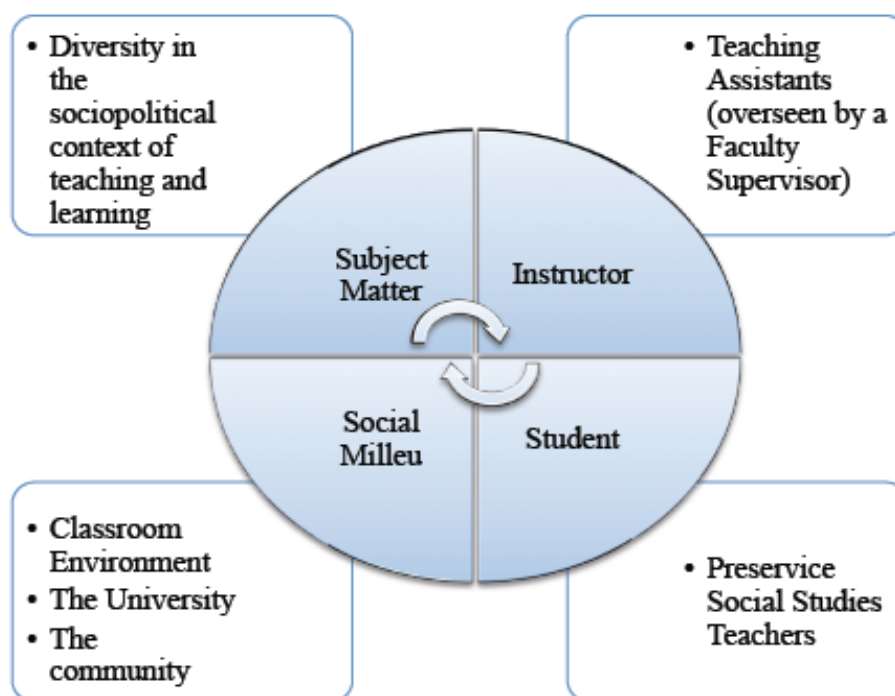 • Diversity in
the
sociopolitical
context of
teaching and
learning
• Teaching
Assistants
(overseen by a
Faculty
Supervisor)
Subject
Matter
Instructor
Social
Milleu
Student
• Classroom
Environment
• The University
• The
community
• Preservice
Social Studies
Teachers